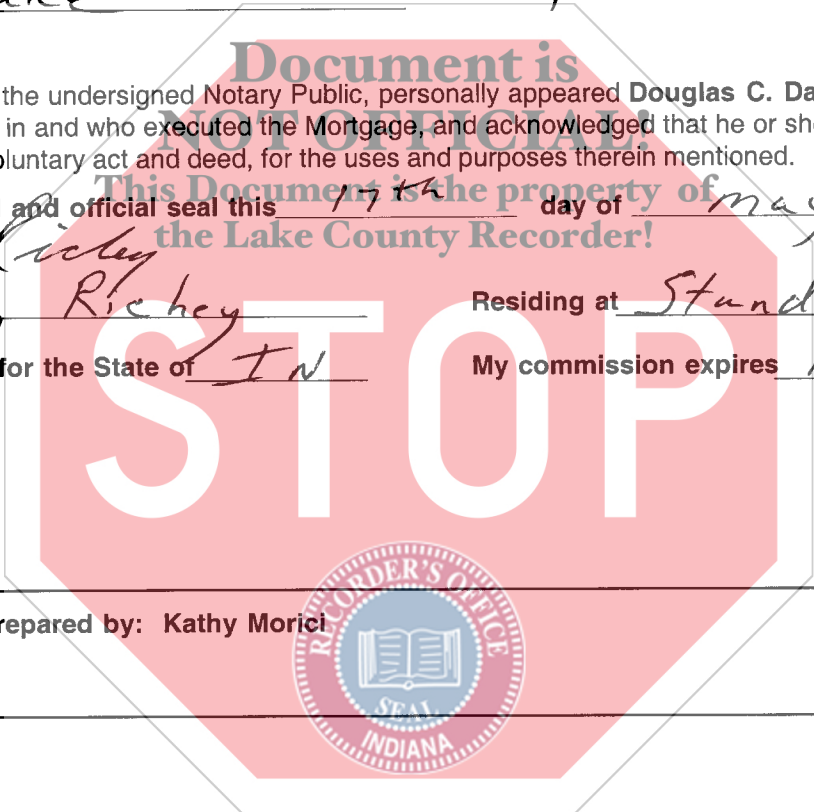 Document is
the undersigned Notary Public, personally appeared Douglas C. Da
NOT OFFICIAL!
in and who executed the Mortgage, and acknowledged that he or she
oluntary act and deed, for the uses and purposes therein mentioned.
This Document is the property of
and official seal this 17th day of may
the Lake County Recorder!
Richey Residing at
for the State of IN My commission expires
STOP
RECORDER'S OFFICE
repared by: Kathy Morici
SEAL
INDIANA